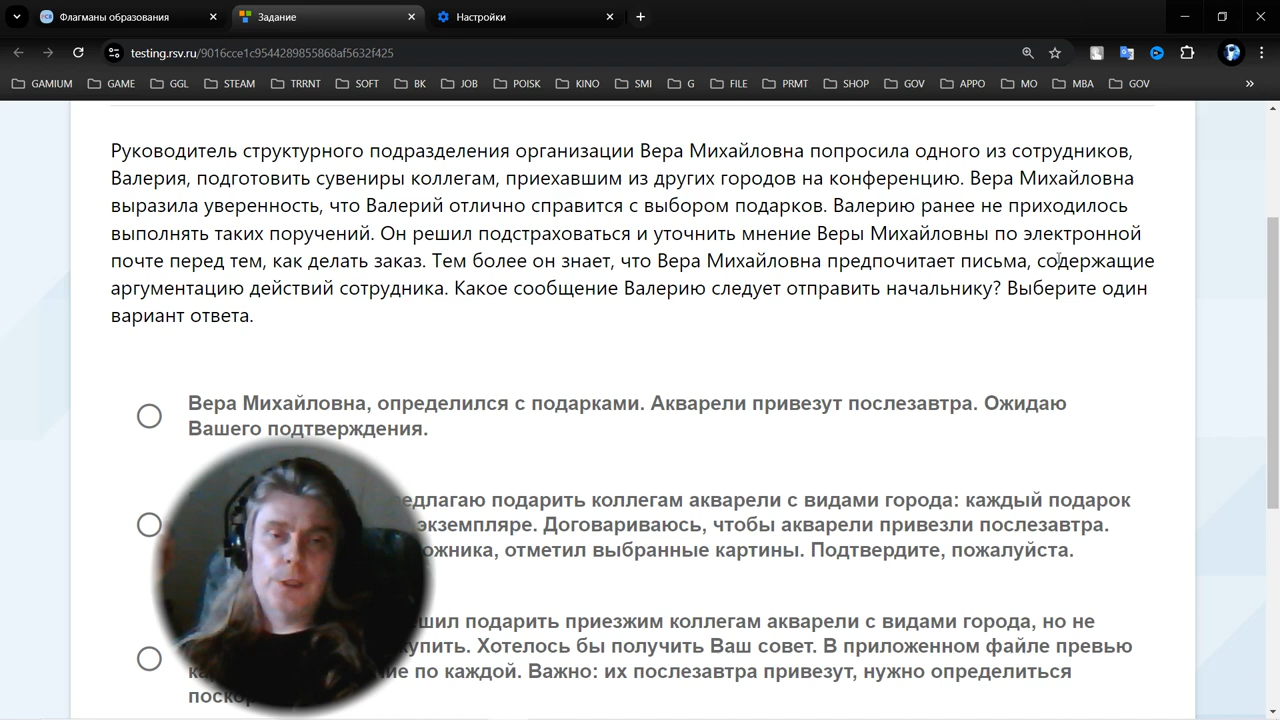 Флагманы образования
Задание
Настройки
testing.rsv.ru/9016cce1c9544289855868af5632f425
GAMIUM GAME GGL STEAM TRRNT SOFT BK JOB POISK KINO SMI G FILE PRMT SHOP GOV APPO MO MBA GOV
Руководитель структурного подразделения организации Вера Михайловна попросила одного из сотрудников,
Валерия, подготовить сувениры коллегам, приехавшим из других городов на конференцию. Вера Михайловна
выразила уверенность, что Валерий отлично справится с выбором подарков. Валерию ранее не приходилось
выполнять таких поручений. Он решил подстраховаться и уточнить мнение Веры Михайловны по электронной
почте перед тем, как делать заказ. Тем более он знает, что Вера Михайловна предпочитает письма, содержащие
аргументацию действий сотрудника. Какое сообщение Валерию следует отправить начальнику? Выберите один
вариант ответа.
Вера Михайловна, определился с подарками. Акварели привезут послезавтра. Ожидаю
Вашего подтверждения.
подарить коллегам акварели с видами города: каждый подарок
экземпляре. Договариваюсь, чтобы акварели привезли послезавтра.
отметил выбранные картины. Подтвердите, пожалуйста.
подарить приезжим коллегам акварели с видами города, но не
Хотелось бы получить Ваш совет. В приложенном файле превью
по каждой. Важно: их послезавтра привезут, нужно определиться